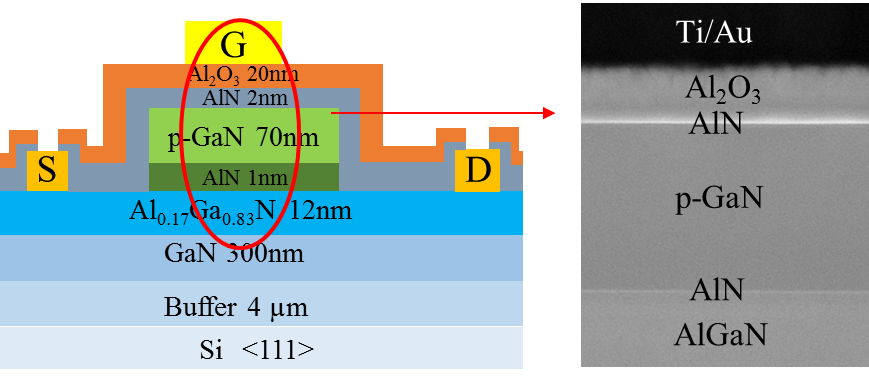 G
Al₂O₃ 20nm
AlN 2nm
p-GaN 70nm
AlN 1nm
S
D
Al₀.₁₇Ga₀.₈₃N 12nm
GaN 300nm
Buffer 4 μm
Si <111>
Ti/Au
Al₂O₃
AlN
p-GaN
AlN
AlGaN